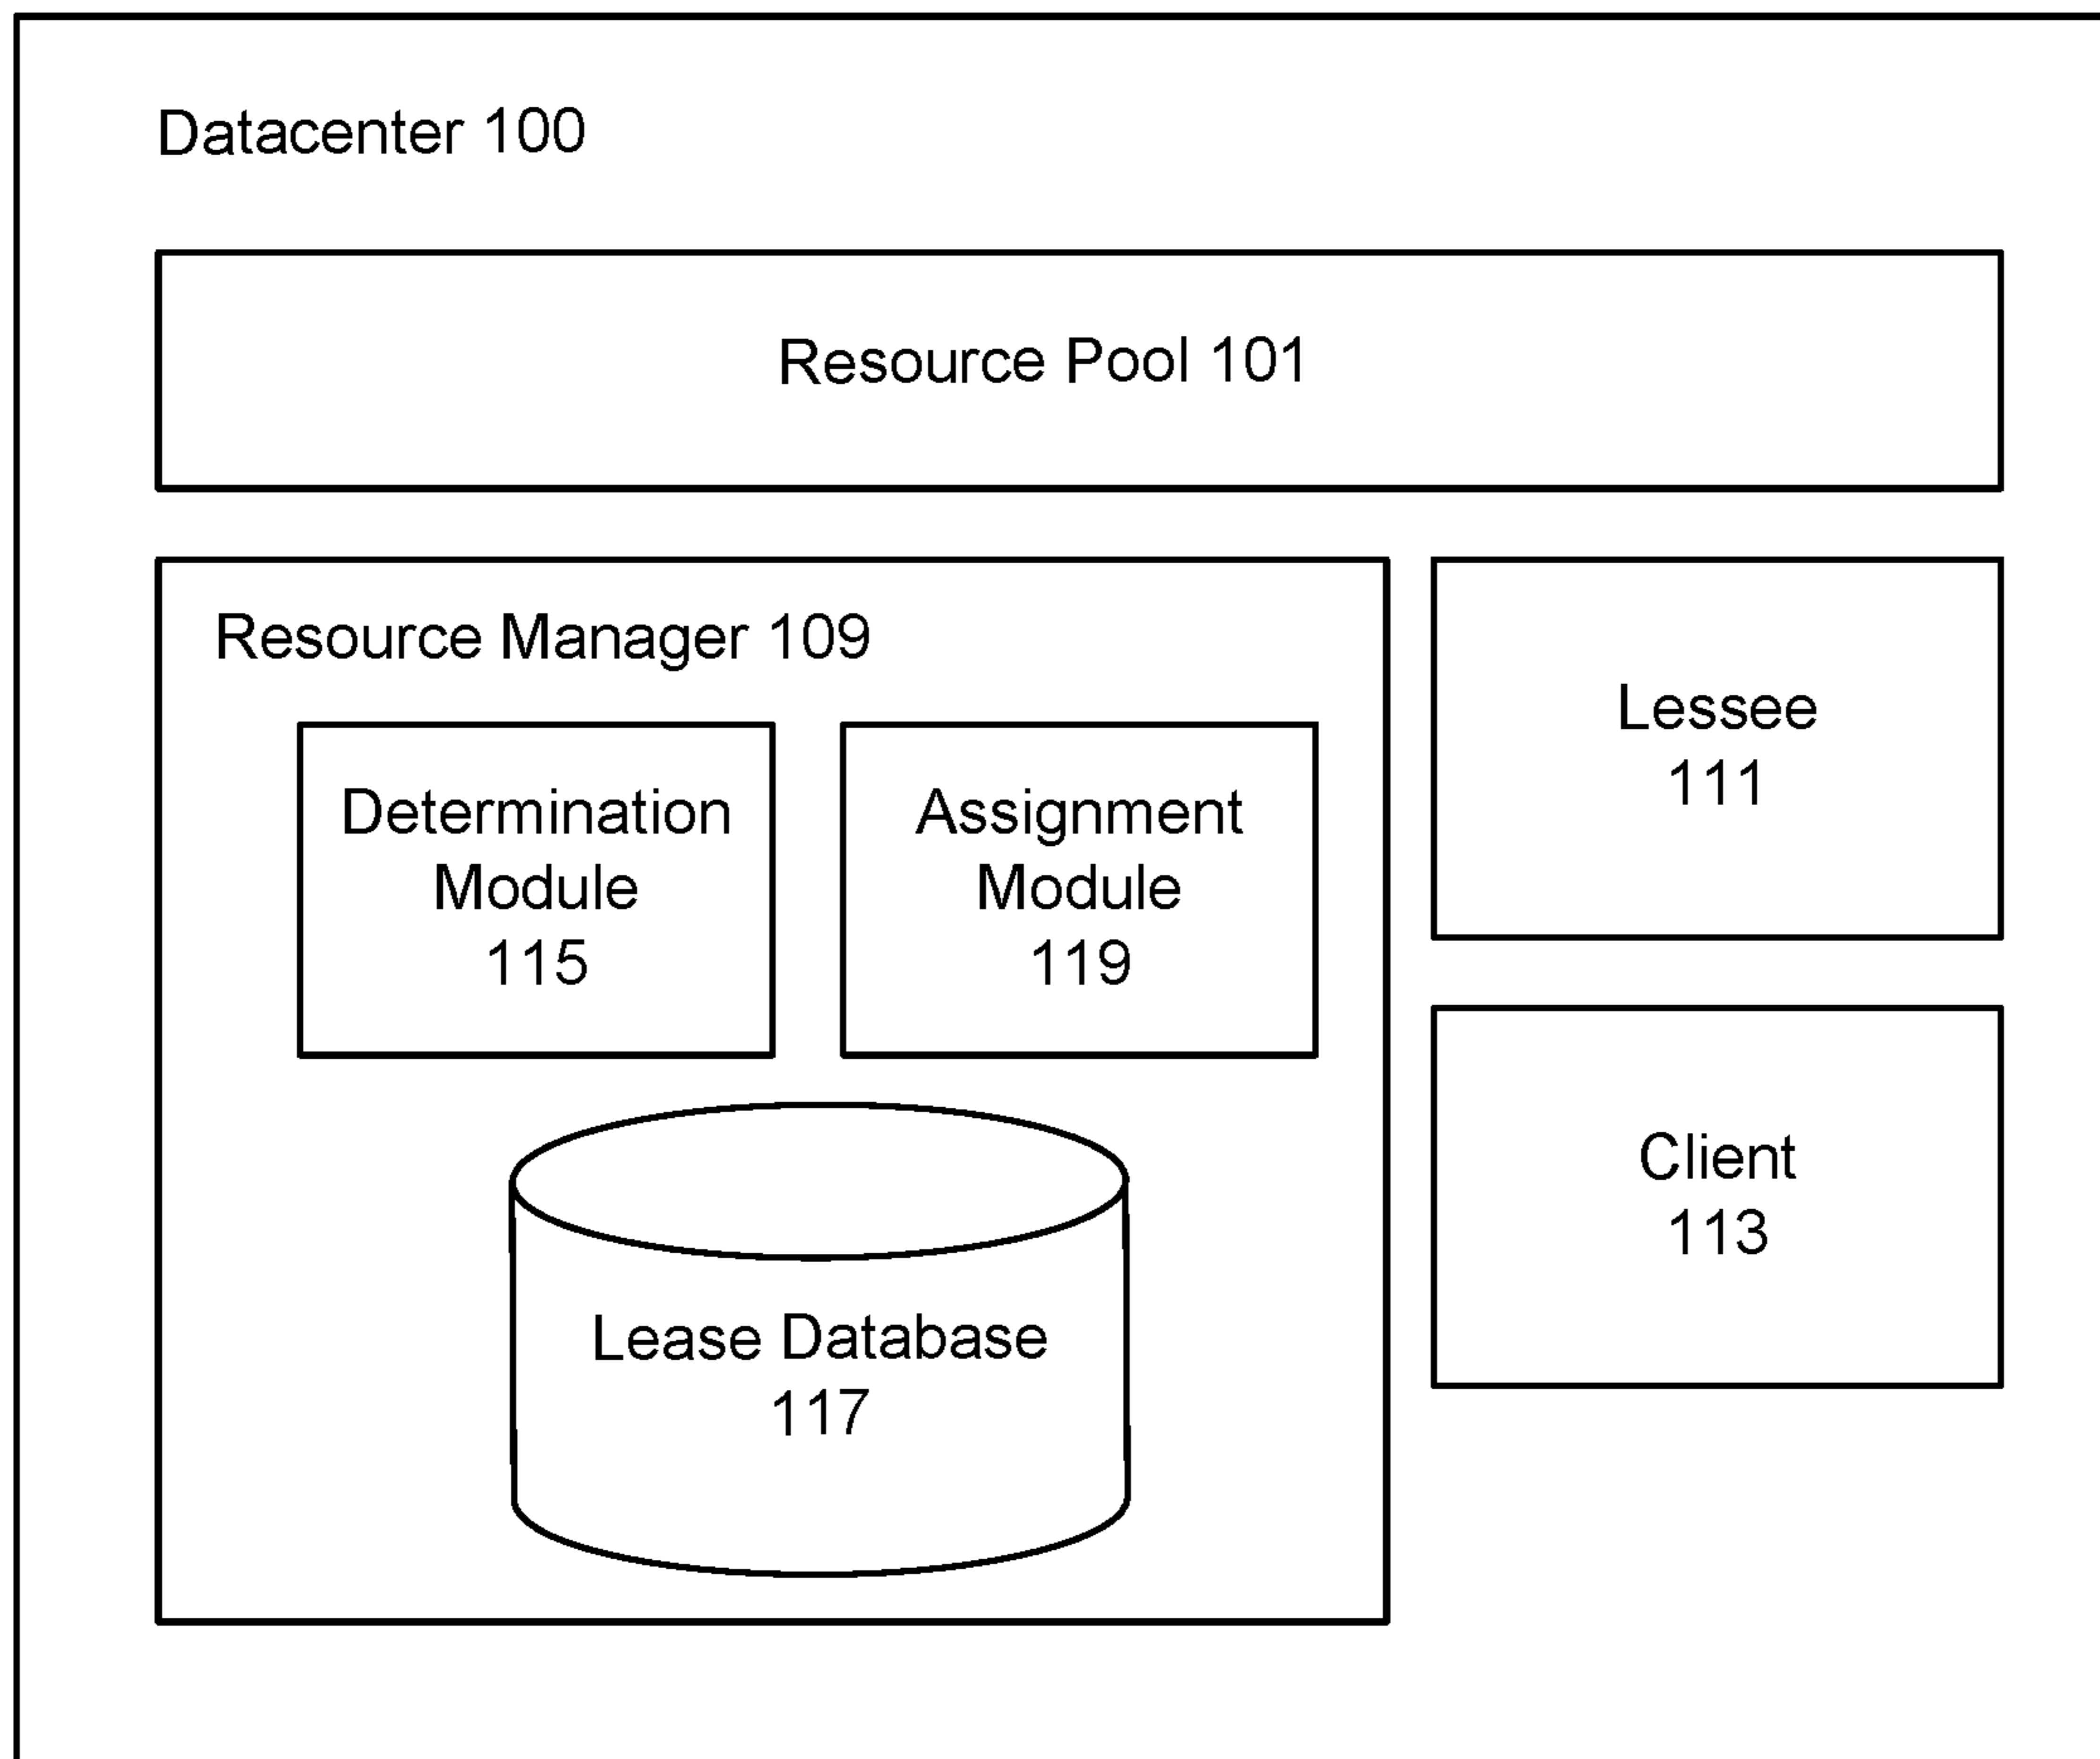 Datacenter 100
Resource Pool 101
Resource Manager 109
Determination
Module
115
Assignment
Module
119
Lease Database
117
Lessee
111
Client
113